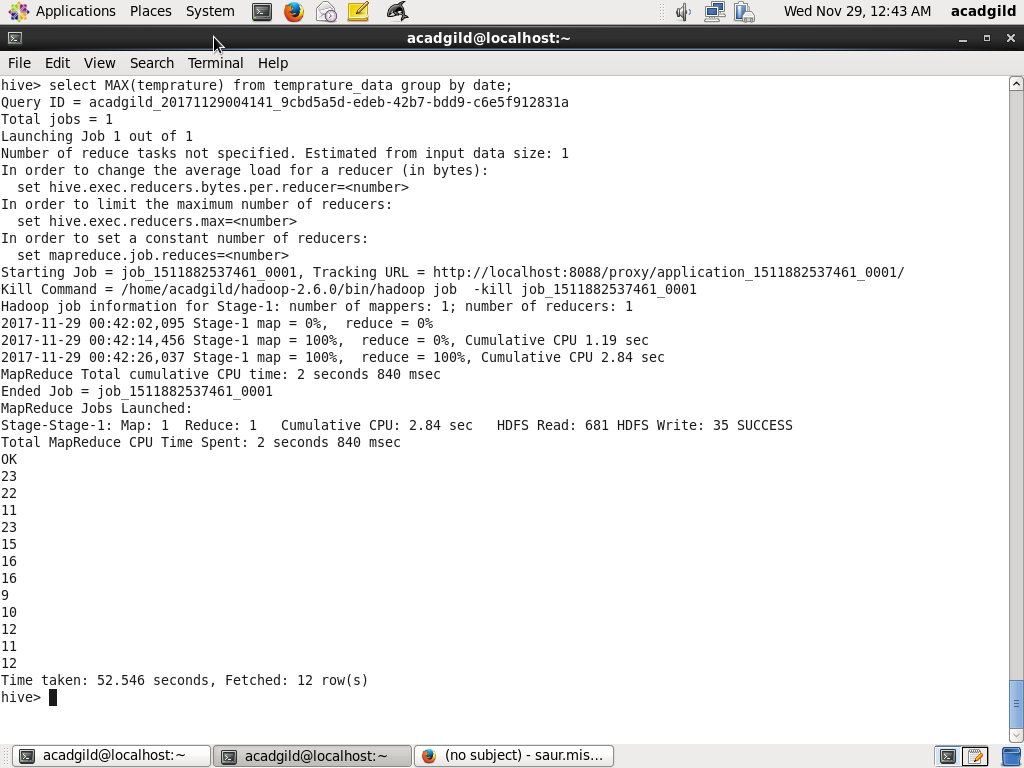 Applications Places System Wed Nov 29, 12:43 AM acadgild
acadgild@localhost:~
File Edit View Search Terminal Help
hive> select MAX(temprature) from temprature_data group by date;
Query ID = acadgild_20171129004141_9cbd5a5d-edeb-42b7-bdd9-c6e5f912831a
Total jobs = 1
Launching Job 1 out of 1
Number of reduce tasks not specified. Estimated from input data size: 1
In order to change the average load for a reducer (in bytes):
  set hive.exec.reducers.bytes.per.reducer=<number>
In order to limit the maximum number of reducers:
  set hive.exec.reducers.max=<number>
In order to set a constant number of reducers:
  set mapreduce.job.reduces=<number>
Starting Job = job_1511882537461_0001, Tracking URL = http://localhost:8088/proxy/application_1511882537461_0001/
Kill Command = /home/acadgild/hadoop-2.6.0/bin/hadoop job  -kill job_1511882537461_0001
Hadoop job information for Stage-1: number of mappers: 1; number of reducers: 1
2017-11-29 00:42:02,095 Stage-1 map = 0%,  reduce = 0%
2017-11-29 00:42:14,456 Stage-1 map = 100%,  reduce = 0%, Cumulative CPU 1.19 sec
2017-11-29 00:42:26,037 Stage-1 map = 100%,  reduce = 100%, Cumulative CPU 2.84 sec
MapReduce Total cumulative CPU time: 2 seconds 840 msec
Ended Job = job_1511882537461_0001
MapReduce Jobs Launched:
Stage-Stage-1: Map: 1  Reduce: 1   Cumulative CPU: 2.84 sec   HDFS Read: 681 HDFS Write: 35 SUCCESS
Total MapReduce CPU Time Spent: 2 seconds 840 msec
OK
23
22
11
23
15
16
16
9
10
12
11
12
Time taken: 52.546 seconds, Fetched: 12 row(s)
hive>
acadgild@localhost:~ acadgild@localhost:~ (no subject) - saur.mis...